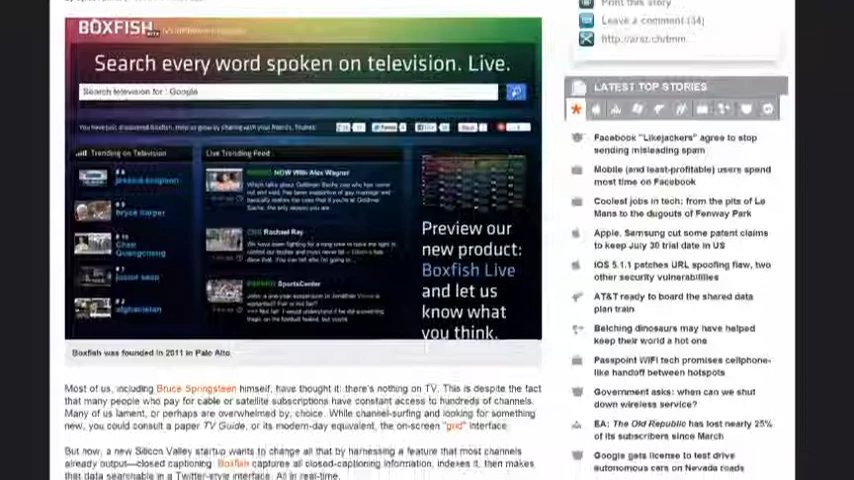 Print this story
Leave a comment (34)
BOXFISH
Search every word spoken on television. Live.
Search television for: Google
Trending on Television
Live Trending Feed
NOW With Alex Wagner
Rachael Ray
SportsCenter
Bryce Harper
Chen
Guangcheng
junior seau
afghanistan
Preview our
new product:
Boxfish Live
and let us
know what
you think.
Boxfish was founded in 2011 in Palo Alto.
Most of us, including Bruce Springsteen himself, have thought it: there's nothing on TV. This is despite the fact
that many people who pay for cable or satellite subscriptions have constant access to hundreds of channels.
Many of us lament, or perhaps are overwhelmed by, choice. While channel-surfing and looking for something
new, you could consult a paper TV Guide, or its modern-day equivalent, the on-screen "grid" interface.
But now, a new Silicon Valley startup wants to change all that by harnessing a feature that most channels
already output—closed captioning. Boxfish captures all closed-captioning information, indexes it, then makes
that data searchable in a Twitter-style interface. All in real-time.
LATEST TOP STORIES
Facebook "Likejackers" agree to stop
sending misleading spam
Mobile (and least-profitable) users spend
most time on Facebook
Coolest jobs in tech: from the pits of Le
Mans to the dugouts of Fenway Park
Apple, Samsung cut some patent claims
to keep July 30 trial date in US
iOS 5.1.1 patches URL spoofing flaw, two
other security vulnerabilities
AT&T ready to board the shared data
plan train
Belching dinosaurs may have helped
keep their world a hot one
Passpoint WiFi tech promises cellphone-
like handoff between hotspots
Government asks: when can we shut
down wireless service?
EA: The Old Republic has lost nearly 25%
of its subscribers since March
Google gets license to test drive
autonomous cars on Nevada roads